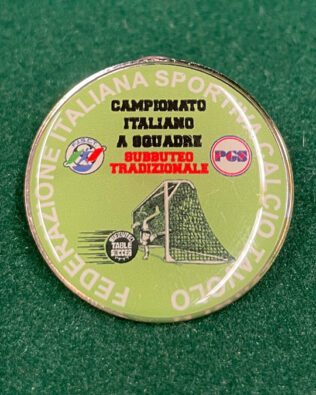 FEDERAZIONE ITALIANA SPORTIVA CALCIO TAVOLO
CAMPIONATO
ITALIANO
A SQUADRE
SUBBUTEO
TRADIZIONALE
PGS
SUBBUTEO
TABLE
SOCCER